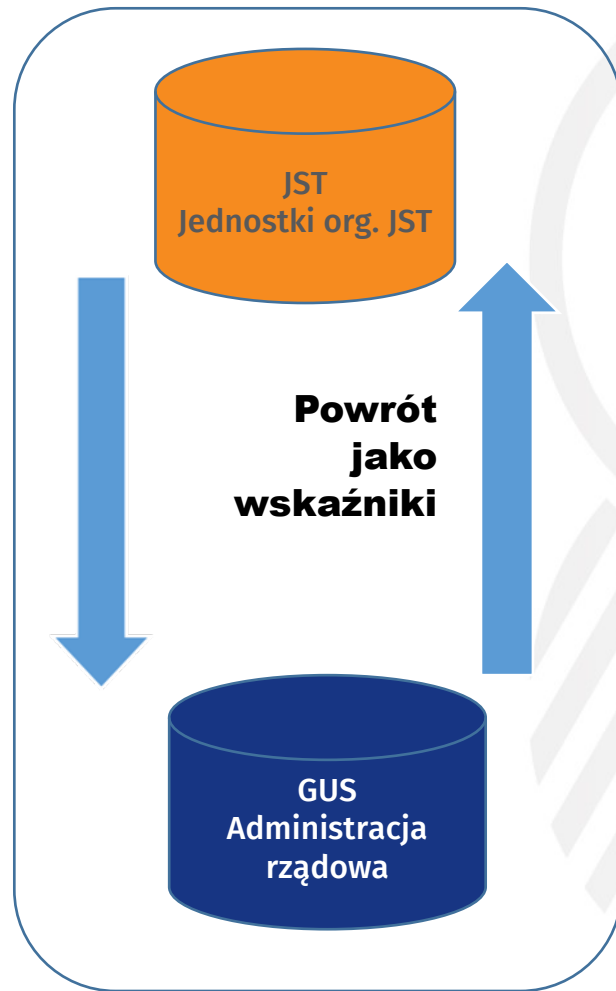 JST
Jednostki org. JST
Powrót
jako
wskaźniki
GUS
Administracja
rządowa